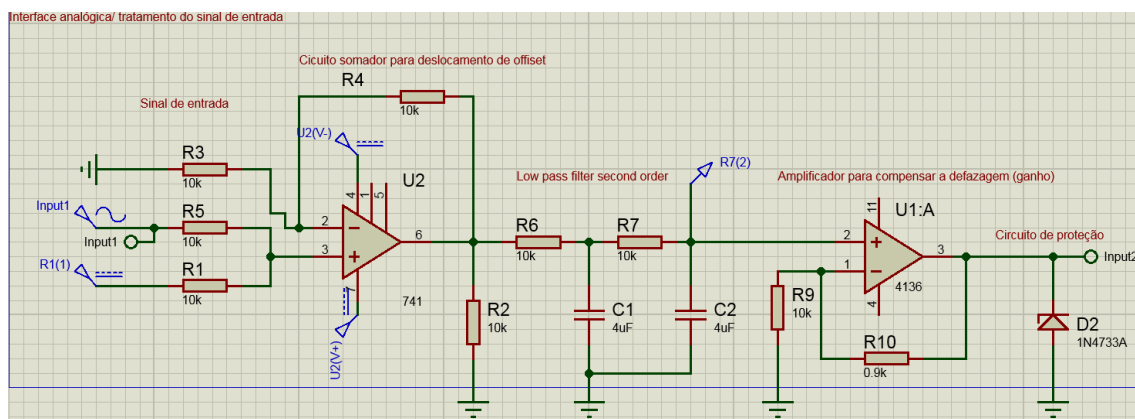 Interface analógica/ tratamento do sinal de entrada
Cicuito somador para deslocamento de offiset
R4
10k
Sinal de entrada
U2(V-)
R3
10k
4
1
5
U2
Low pass filter second order
R7(2)
Amplificador para compensar a defazagem (ganho)
11
U1:A
Input1
R5
10k
2
6
R6
10k
R7
10k
2
3
Circuito de proteção
Input1
3
1
Input2
R1(1)
R1
10k
7
741
R2
10k
C1
4uF
C2
4uF
R9
10k
4136
4
D2
1N4733A
U2(V+)
R10
0.9k